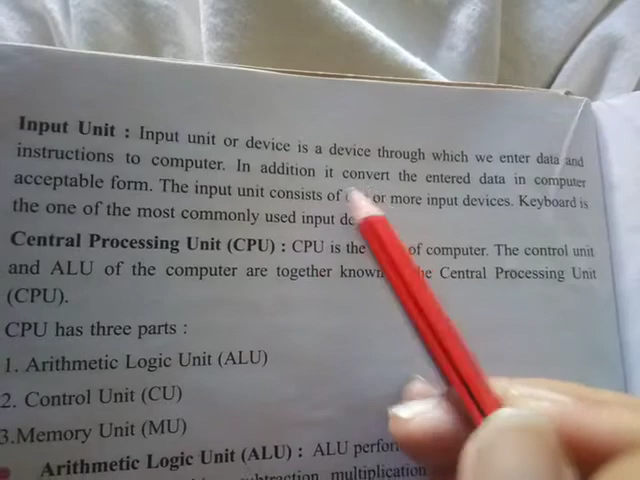 Input Unit : Input unit or device is a device through which we enter data and
instructions to computer. In addition it convert the entered data in computer
acceptable form. The input unit consists of or more input devices. Keyboard is
the one of the most commonly used input de
Central Processing Unit (CPU) : CPU is the of computer. The control unit
and ALU of the computer are together known Central Processing Unit
(CPU).
CPU has three parts :
1. Arithmetic Logic Unit (ALU)
2. Control Unit (CU)
3.Memory Unit (MU)
Arithmetic Logic Unit (ALU) : ALU perfor
multiplication